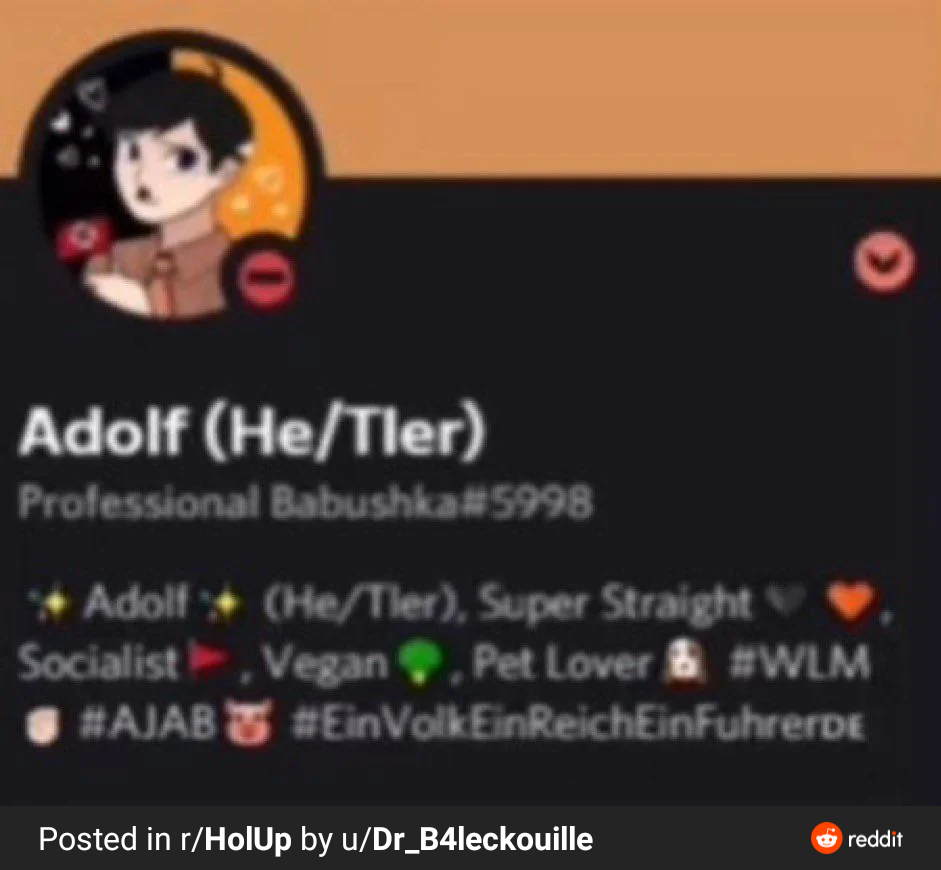 Adolf (He/Tler)
Professional Babushka#5998
✨ Adolf ✨ (He/Tler), Super Straight 🖤 🧡,
Socialist 🚩, Vegan 🥦, Pet Lover 🐶 #WLM
✊🏻 #AJAB 🐷 #EinVolkEinReichEinFuhrerDE
Posted in r/HolUp by u/Dr_B4leckouille
reddit